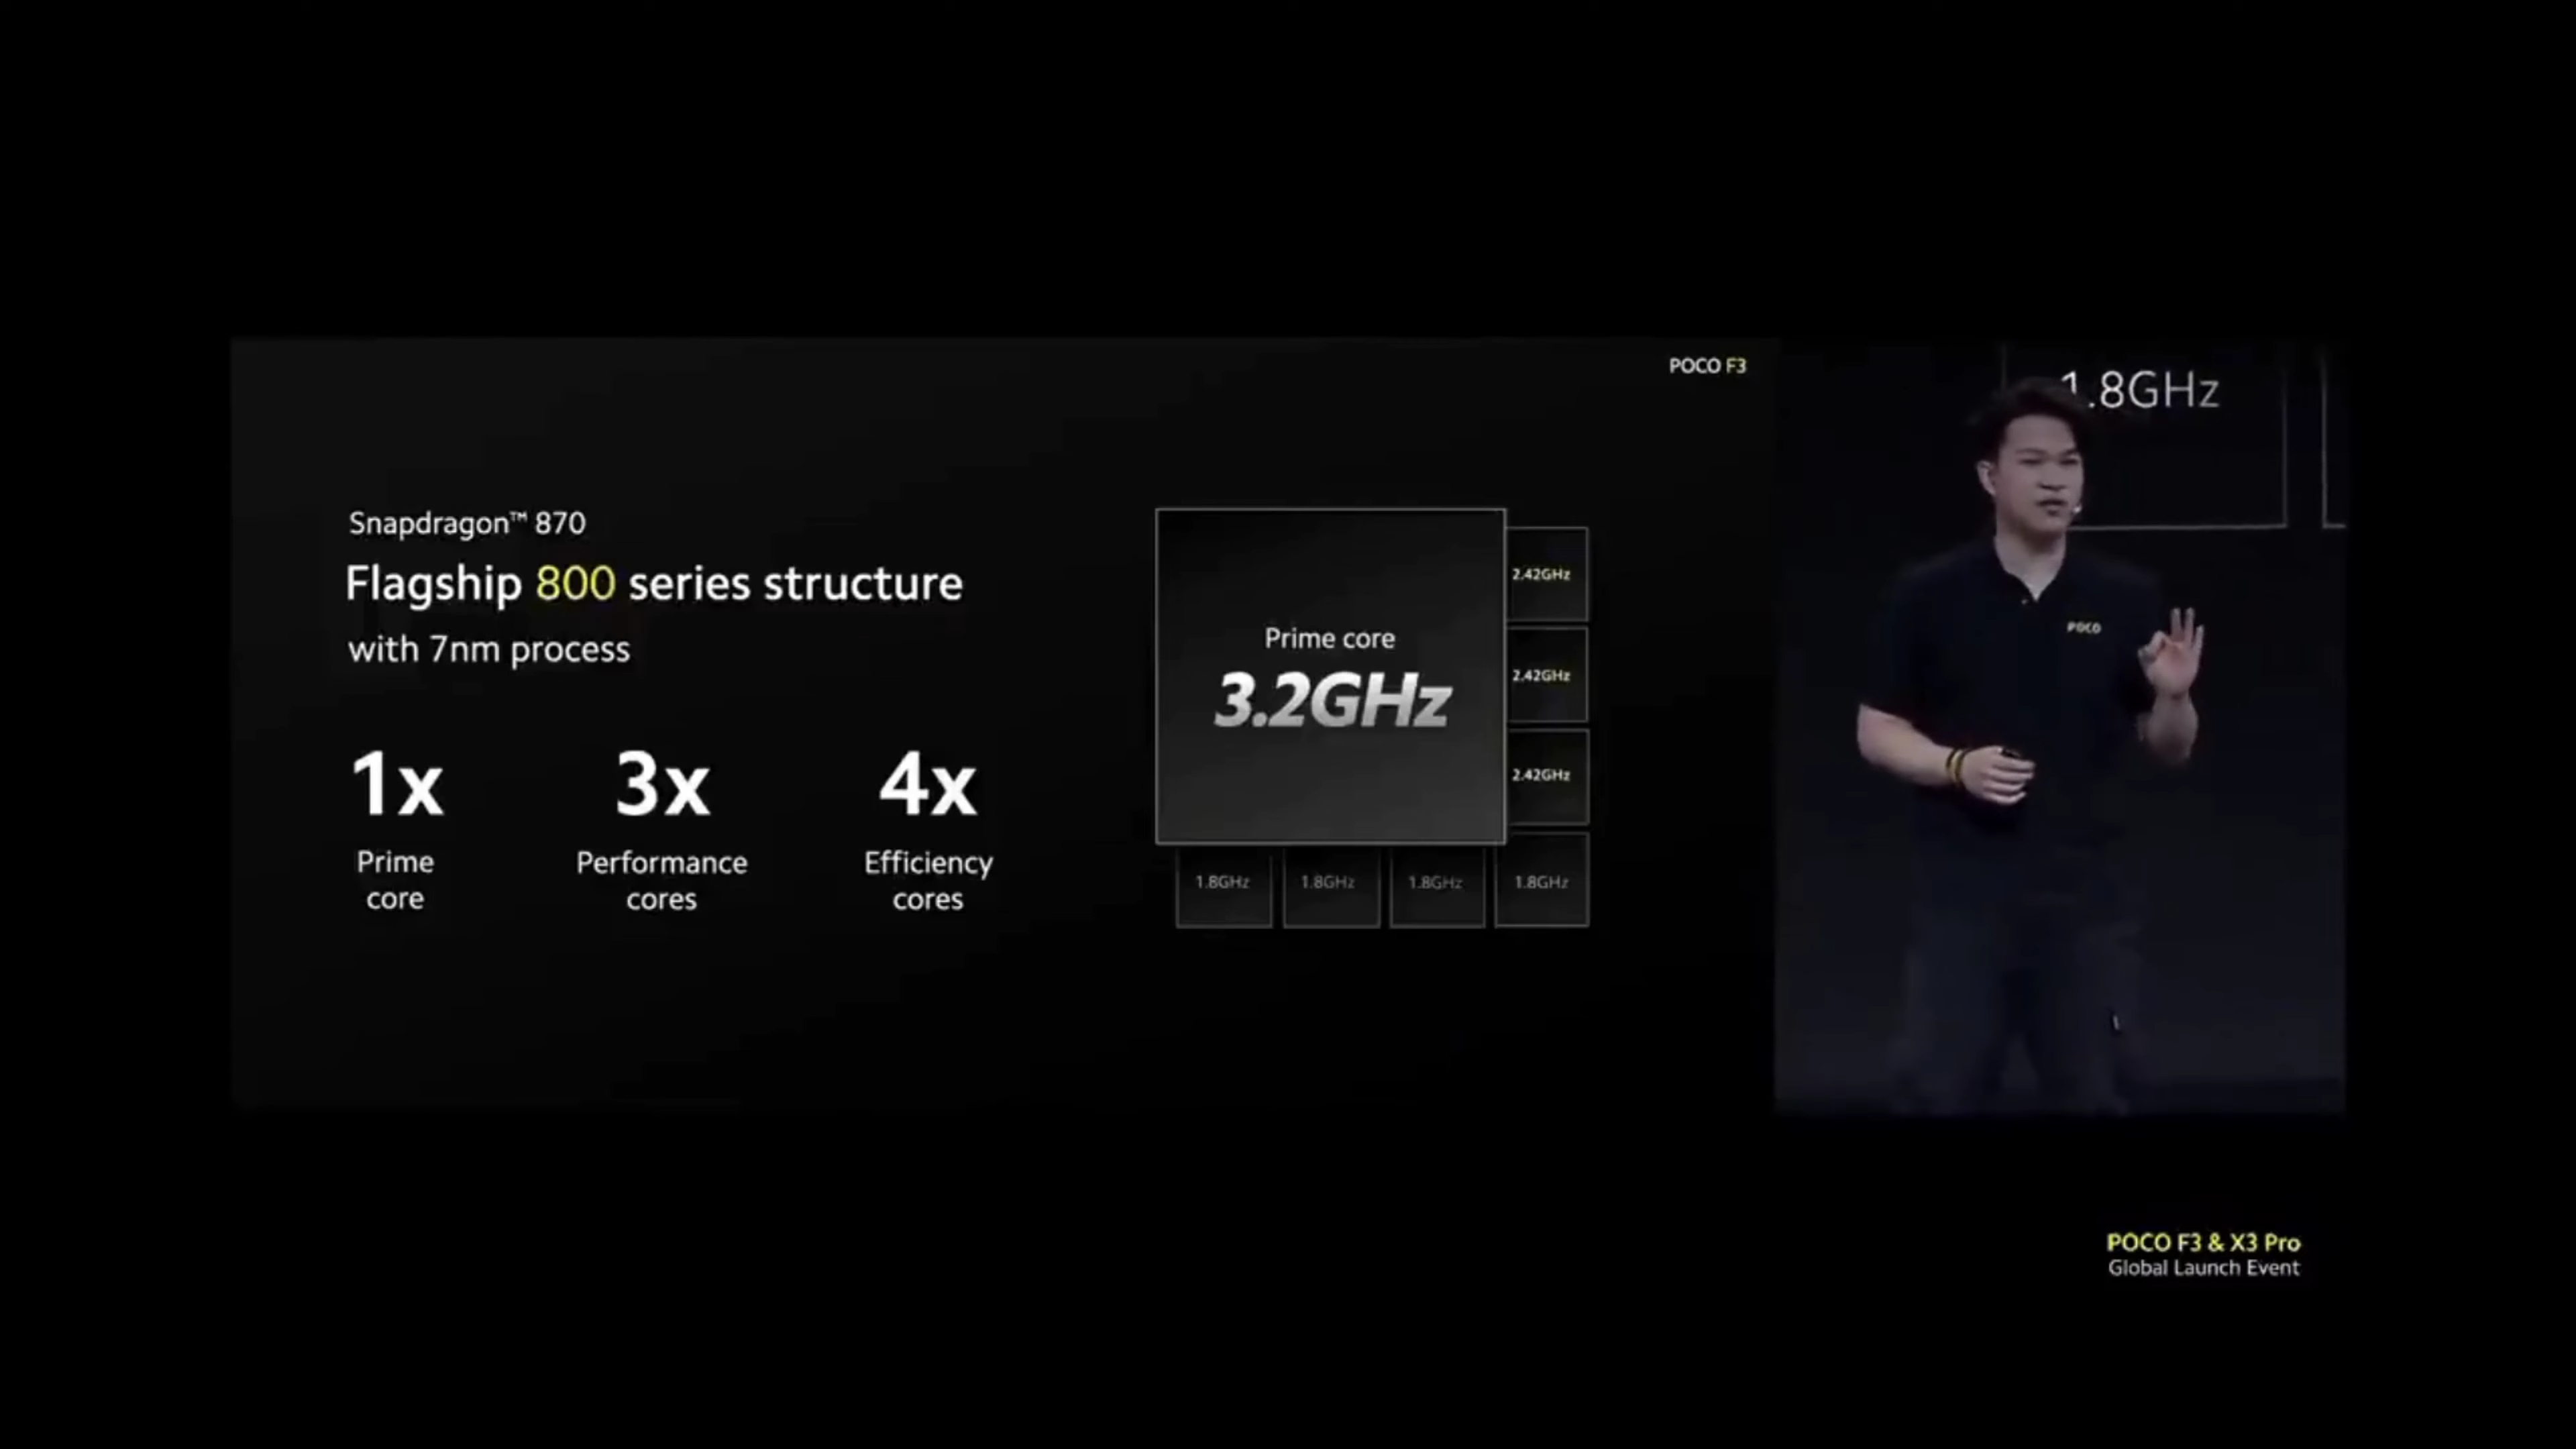 POCO F3
Snapdragon™ 870
Flagship 800 series structure
with 7nm process
1x
Prime
core
3x
Performance
cores
4x
Efficiency
cores
Prime core
3.2GHz
2.42GHz
2.42GHz
2.42GHz
1.8GHz
1.8GHz
1.8GHz
1.8GHz
1.8GHz
POCO
POCO F3 & X3 Pro
Global Launch Event